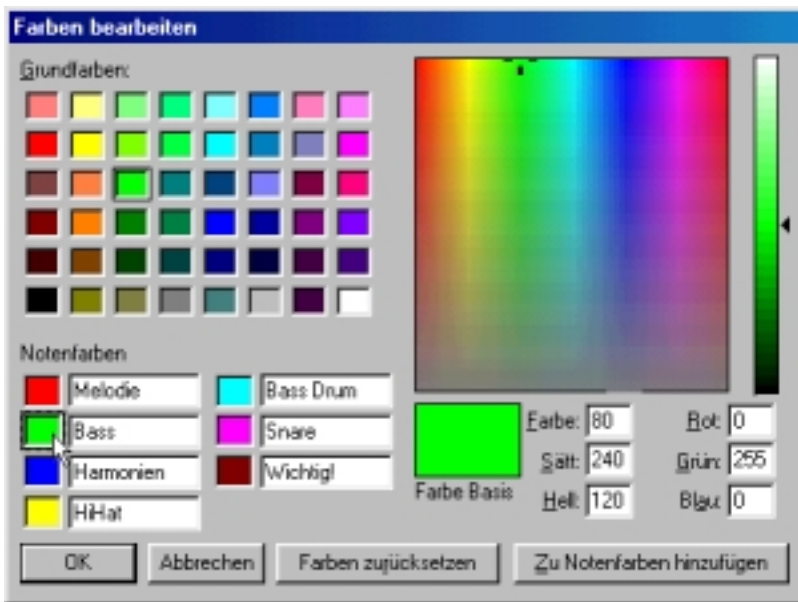 Farben bearbeiten
Grundfarben:
Notenfarben
Melodie
Bass Drum
Bass
Snare
Harmonien
Wichtig!
HiHat
Farbe Basis
Farbe: 80
Rot: 0
Sätt: 240
Grün: 255
Hell: 120
Blau: 0
OK
Abbrechen
Farben zujücksetzen
Zu Notenfarben hinzufügen